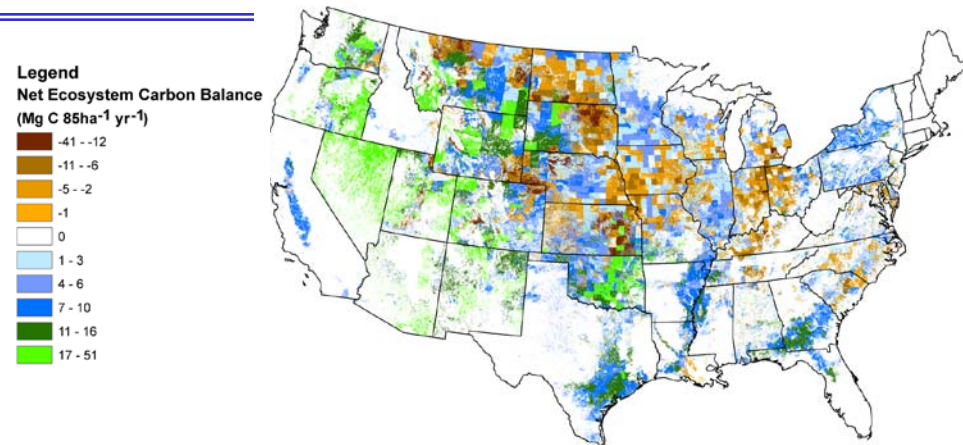 Legend
Net Ecosystem Carbon Balance
(Mg C 85ha⁻¹ yr⁻¹)
-41 - -12
-11 - -6
-5 - -2
-1
0
1 - 3
4 - 6
7 - 10
11 - 16
17 - 51